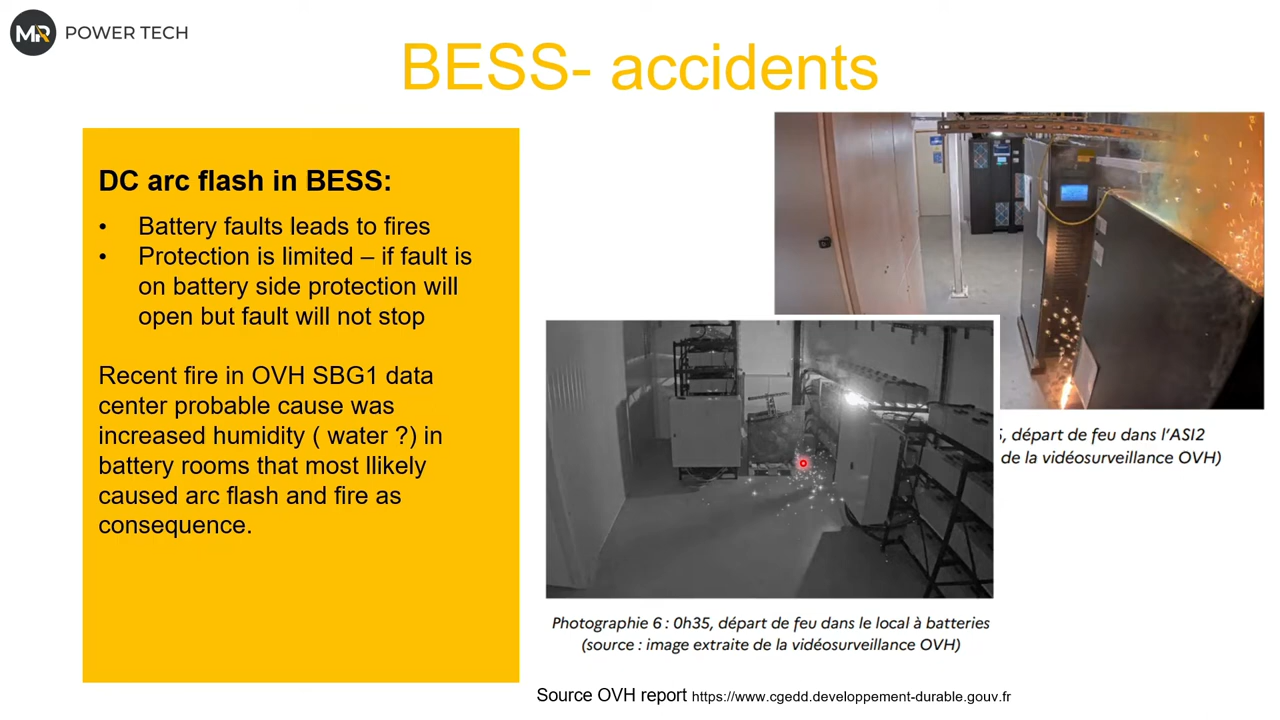 MR POWER TECH
BESS- accidents
DC arc flash in BESS:
• Battery faults leads to fires
• Protection is limited – if fault is
on battery side protection will
open but fault will not stop
Recent fire in OVH SBG1 data
center probable cause was
increased humidity ( water ?) in
battery rooms that most llikely
caused arc flash and fire as
consequence.
, départ de feu dans l’ASI2
de la vidéosurveillance OVH)
Photographie 6 : 0h35, départ de feu dans le local à batteries
(source : image extraite de la vidéosurveillance OVH)
Source OVH report https://www.cgedd.developpement-durable.gouv.fr